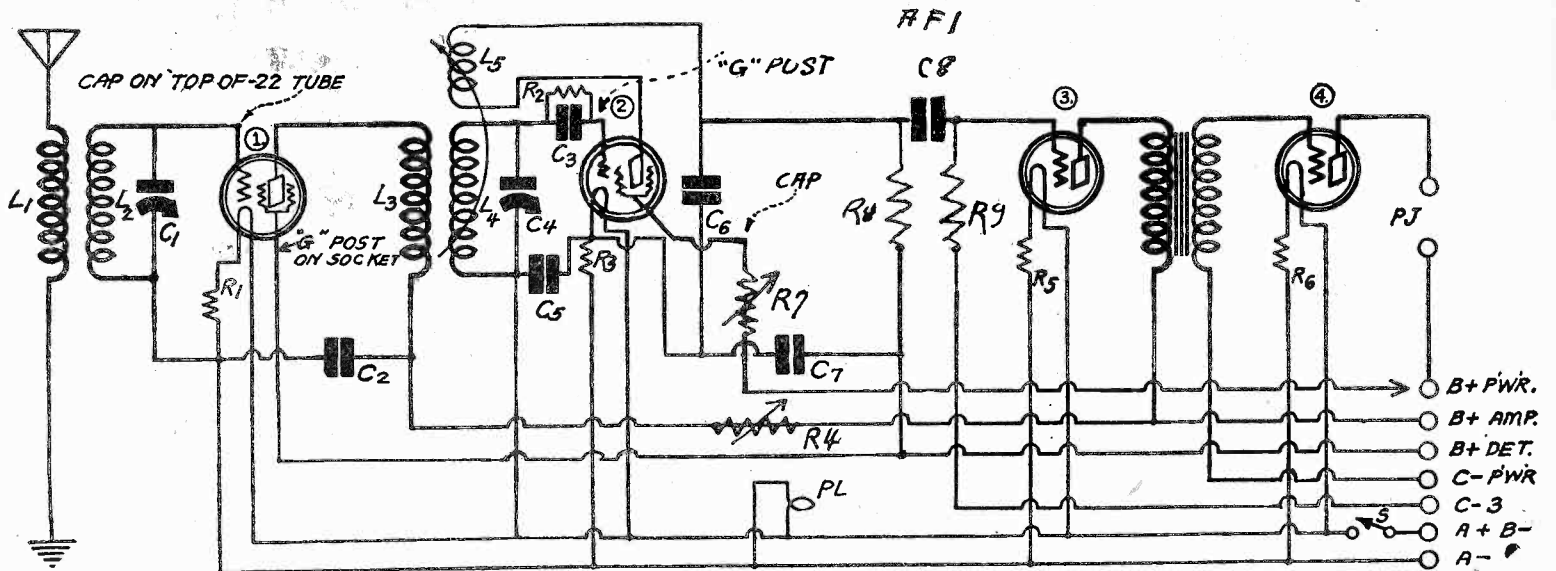 AF1
C8
CAP ON TOP OF -22 TUBE
L5
"G" PUST
R2
②
③.
④.
①.
C3
CAP
L1
L2
C1
L3
L4
C4
C6
R8
R9
PJ
"G" POST
ON SOCKET
R1
R3
C5
R7
R5
R6
C2
C7
B+ PWR.
B+ AMP.
R4
B+ DET.
C- PWR
PL
C-3
S
A + B-
A-